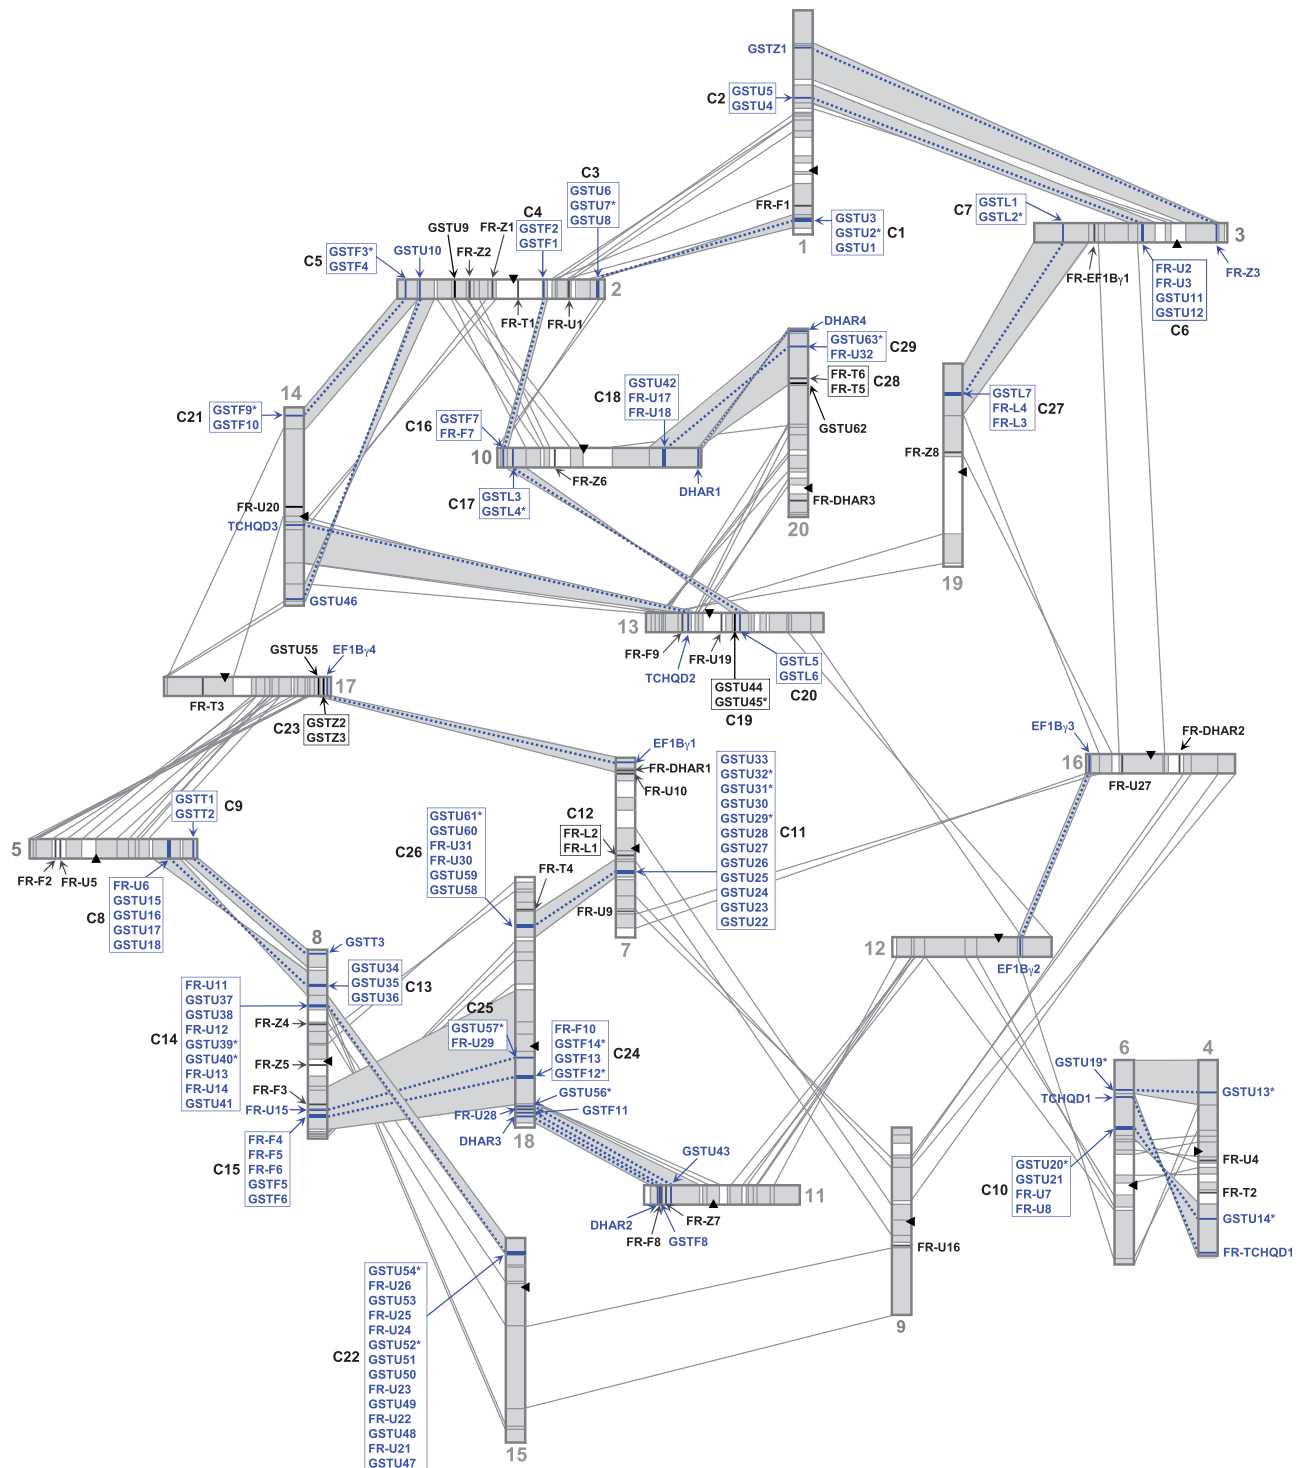 GSTZ1
C2
GSTU5
GSTU4
FR-F1
GSTU3
GSTU2*
GSTU1
C1
1
C3
GSTU6
GSTU7*
GSTU8
C4
GSTF2
GSTF1
GSTU9
FR-Z1
FR-Z2
C5
GSTF3*
GSTF4
GSTU10
2
FR-T1
FR-U1
C7
GSTL1
GSTL2*
3
FR-EF1Bγ1
FR-Z3
FR-U2
FR-U3
GSTU11
GSTU12
C6
DHAR4
GSTU63*
FR-U32
C29
FR-T6
FR-T5
C28
GSTU62
FR-DHAR3
20
14
C21
GSTF9*
GSTF10
FR-U20
TCHQD3
GSTU46
C16
GSTF7
FR-F7
C18
GSTU42
FR-U17
FR-U18
10
FR-Z6
DHAR1
C17
GSTL3
GSTL4*
GSTL7
FR-L4
FR-L3
C27
FR-Z8
19
13
FR-F9
TCHQD2
FR-U19
GSTU44
GSTU45*
C19
GSTL5
GSTL6
C20
GSTU55
EF1Bγ4
17
FR-T3
C23
GSTZ2
GSTZ3
EF1Bγ3
FR-DHAR2
16
FR-U27
EF1Bγ1
FR-DHAR1
FR-U10
C12
FR-L2
FR-L1
FR-U9
7
GSTU33
GSTU32*
GSTU31*
GSTU30
GSTU29*
GSTU28
GSTU27
GSTU26
GSTU25
GSTU24
GSTU23
GSTU22
C11
GSTT1
GSTT2
C9
5
FR-F2
FR-U5
C8
FR-U6
GSTU15
GSTU16
GSTU17
GSTU18
C26
GSTU61*
GSTU60
FR-U31
FR-U30
GSTU59
GSTU58
FR-T4
12
EF1Bγ2
8
GSTT3
GSTU34
GSTU35
GSTU36
C13
C14
FR-U11
GSTU37
GSTU38
FR-U12
GSTU39*
GSTU40*
FR-U13
FR-U14
GSTU41
FR-Z4
FR-Z5
FR-F3
FR-U15
C15
FR-F4
FR-F5
FR-F6
GSTF5
GSTF6
C25
GSTU57*
FR-U29
FR-F10
GSTF14*
GSTF13
GSTF12*
C24
GSTU56*
GSTF11
FR-U28
DHAR3
18
GSTU43
11
DHAR2
FR-F8
FR-Z7
GSTF8
6
4
GSTU19*
TCHQD1
GSTU13*
C10
GSTU20*
GSTU21
FR-U7
FR-U8
FR-U4
FR-T2
GSTU14*
FR-TCHQD1
FR-U16
9
C22
GSTU54*
FR-U26
GSTU53
FR-U25
FR-U24
GSTU52*
GSTU51
GSTU50
FR-U23
GSTU49
FR-U22
GSTU48
FR-U21
GSTU47
15